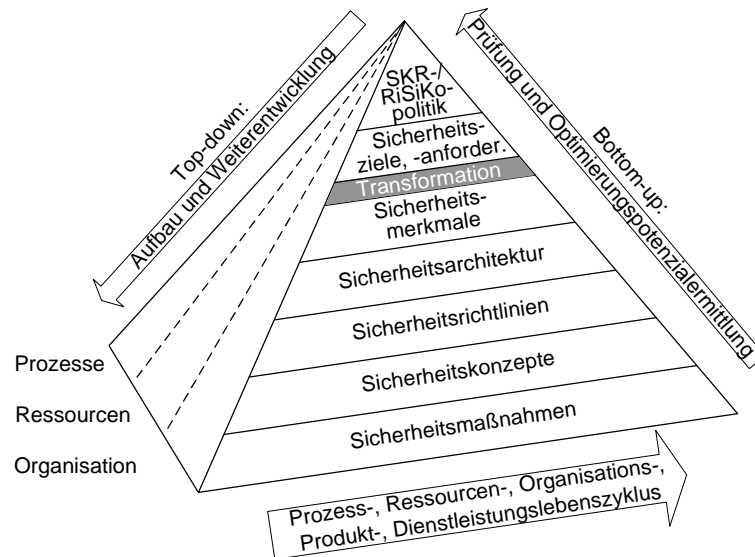 Top-down:
Aufbau und Weiterentwicklung
SKR-/
RiSiKo-
politik
Sicherheits-
ziele, -anforder.
Transformation
Sicherheits-
merkmale
Sicherheitsarchitektur
Sicherheitsrichtlinien
Sicherheitskonzepte
Sicherheitsmaßnahmen
Bottom-up:
Prüfung und Optimierungspotenzialermittlung
Prozesse
Ressourcen
Organisation
Prozess-, Ressourcen-, Organisations-,
Produkt-, Dienstleistungslebenszyklus